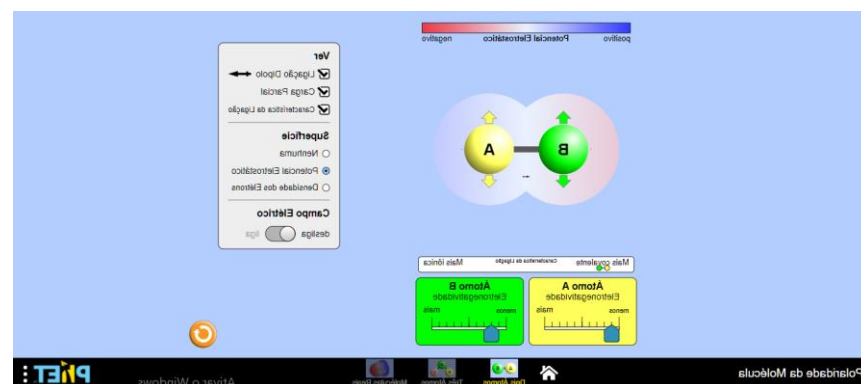 positivo Potencial Eletrostático negativo
Ver
Ligação Dipolo
Carga Parcial
Característica da Ligação
Superfície
Nenhuma
Potencial Eletrostático
Densidade dos Elétrons
Campo Elétrico
desliga liga
B A
Mais covalente Característica da Ligação Mais iônica
Átomo A
Eletronegatividade
menos mais
Átomo B
Eletronegatividade
menos mais
Polaridade da Molécula
Dois Átomos
Três Átomos
Moléculas Reais
Ativar o Windows
PhET